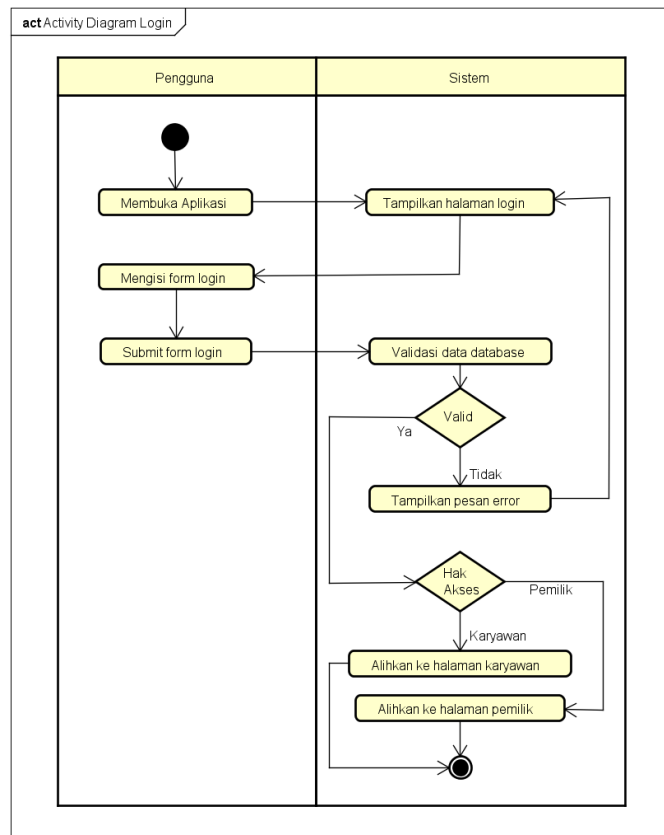 act Activity Diagram Login
Pengguna
Sistem
Membuka Aplikasi
Tampilkan halaman login
Mengisi form login
Submit form login
Validasi data database
Valid
Ya
Tidak
Tampilkan pesan error
Hak
Akses
Pemilik
Karyawan
Alihkan ke halaman karyawan
Alihkan ke halaman pemilik